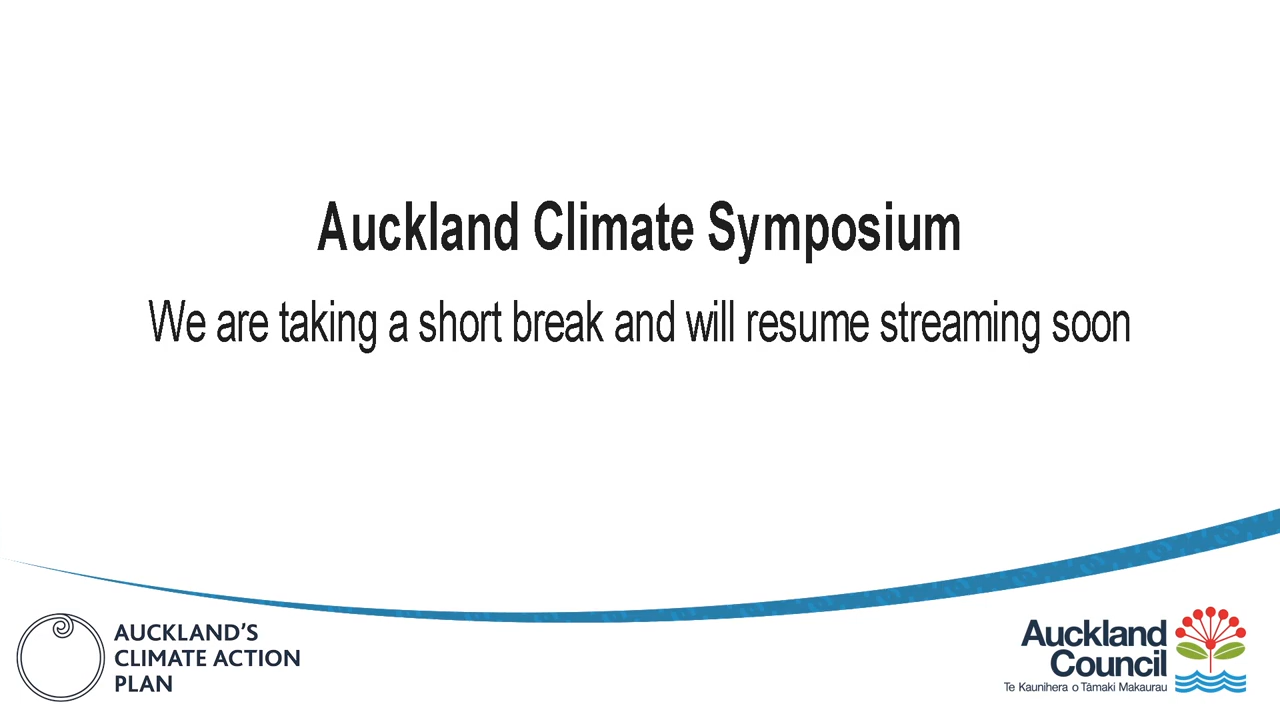 Auckland Climate Symposium
We are taking a short break and will resume streaming soon
AUCKLAND'S
CLIMATE ACTION
PLAN
Auckland
Council
Te Kaunihera o Tāmaki Makaurau